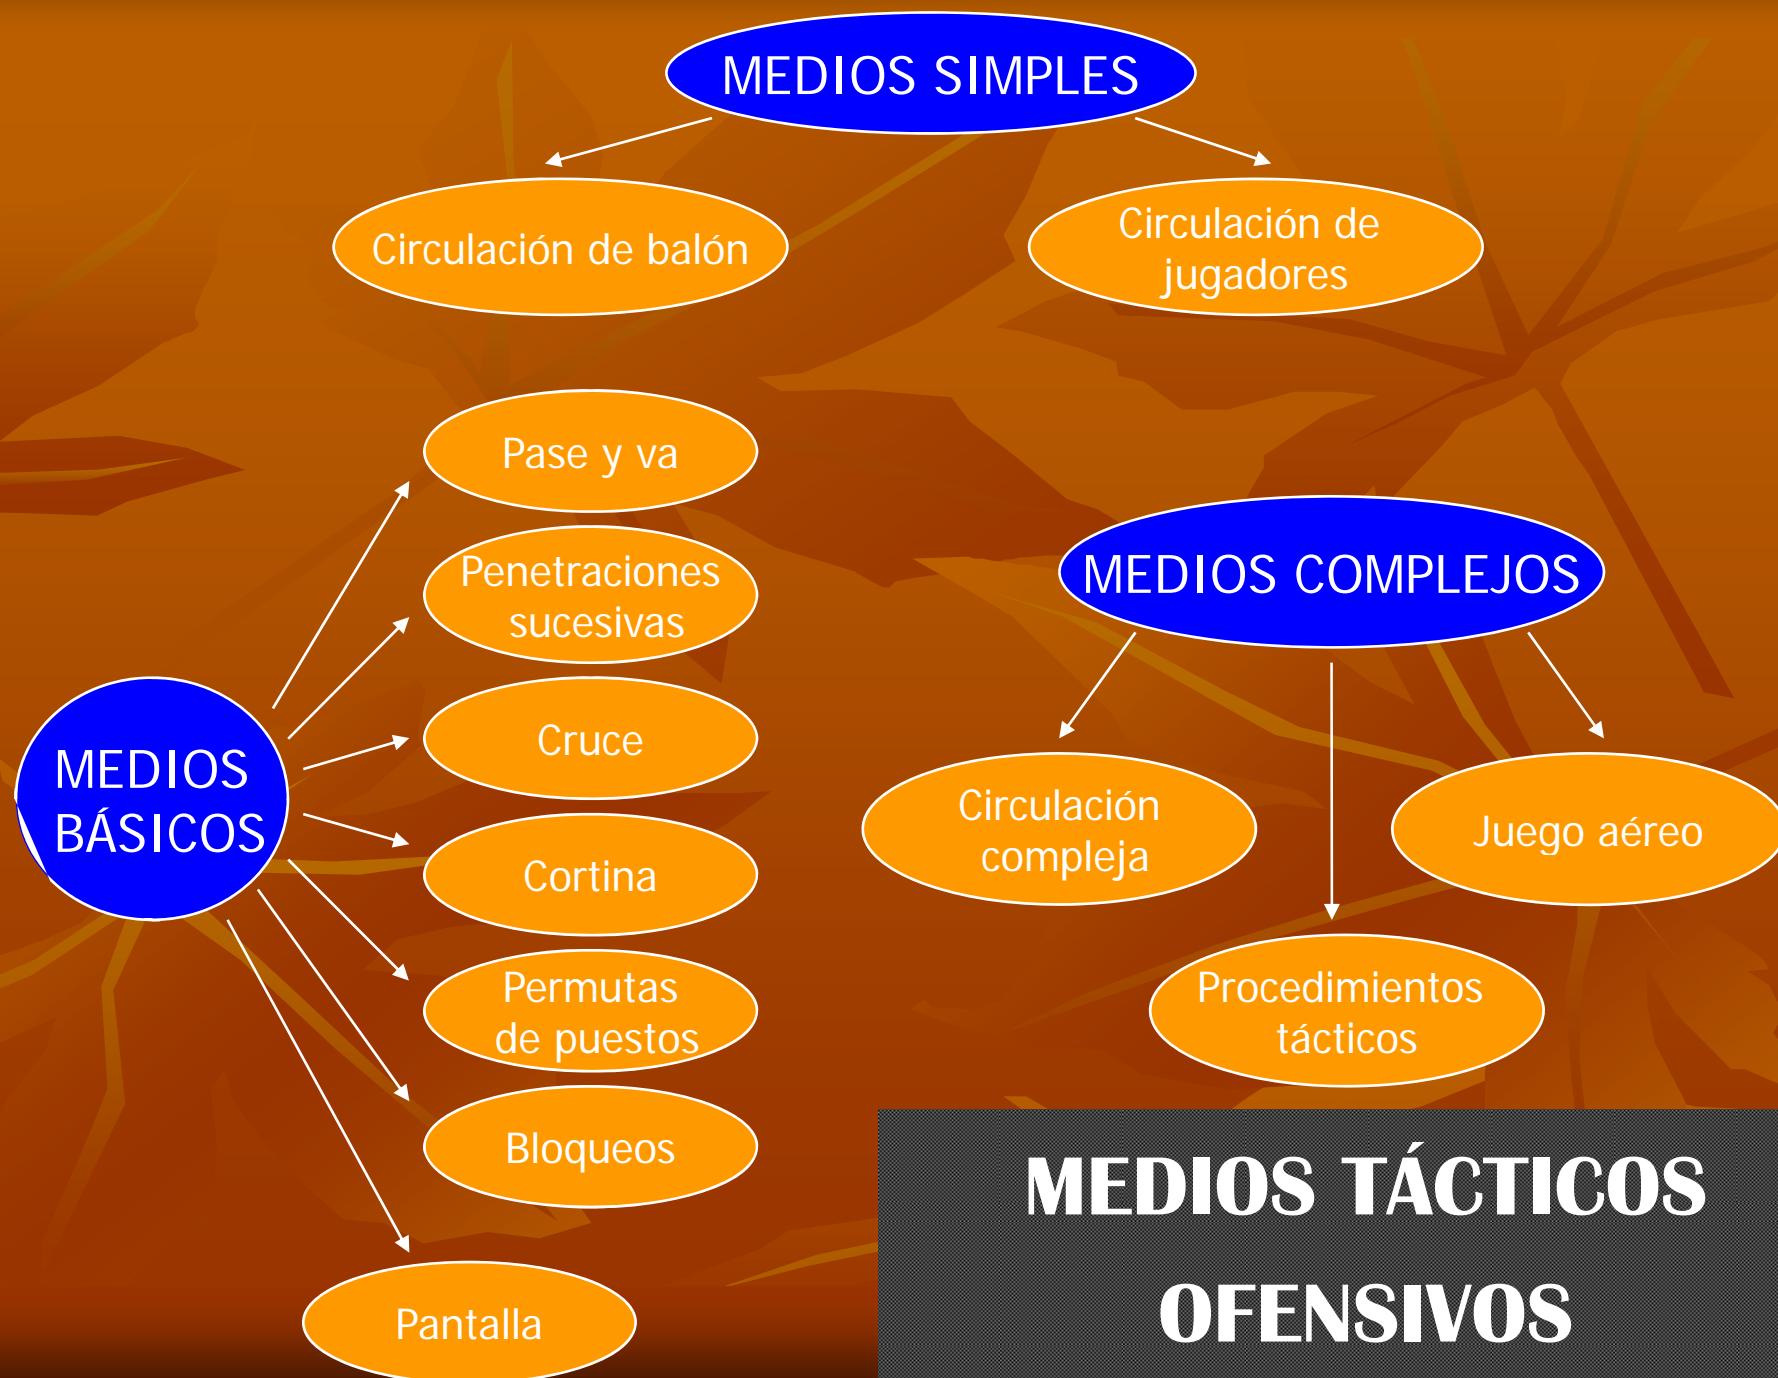 MEDIOS SIMPLES
Circulación de balón
Circulación de
jugadores
Pase y va
Penetraciones
sucesivas
Cruce
Cortina
Permutas
de puestos
Bloqueos
Pantalla
MEDIOS
BÁSICOS
MEDIOS COMPLEJOS
Circulación
compleja
Juego aéreo
Procedimientos
tácticos
MEDIOS TÁCTICOS
OFENSIVOS